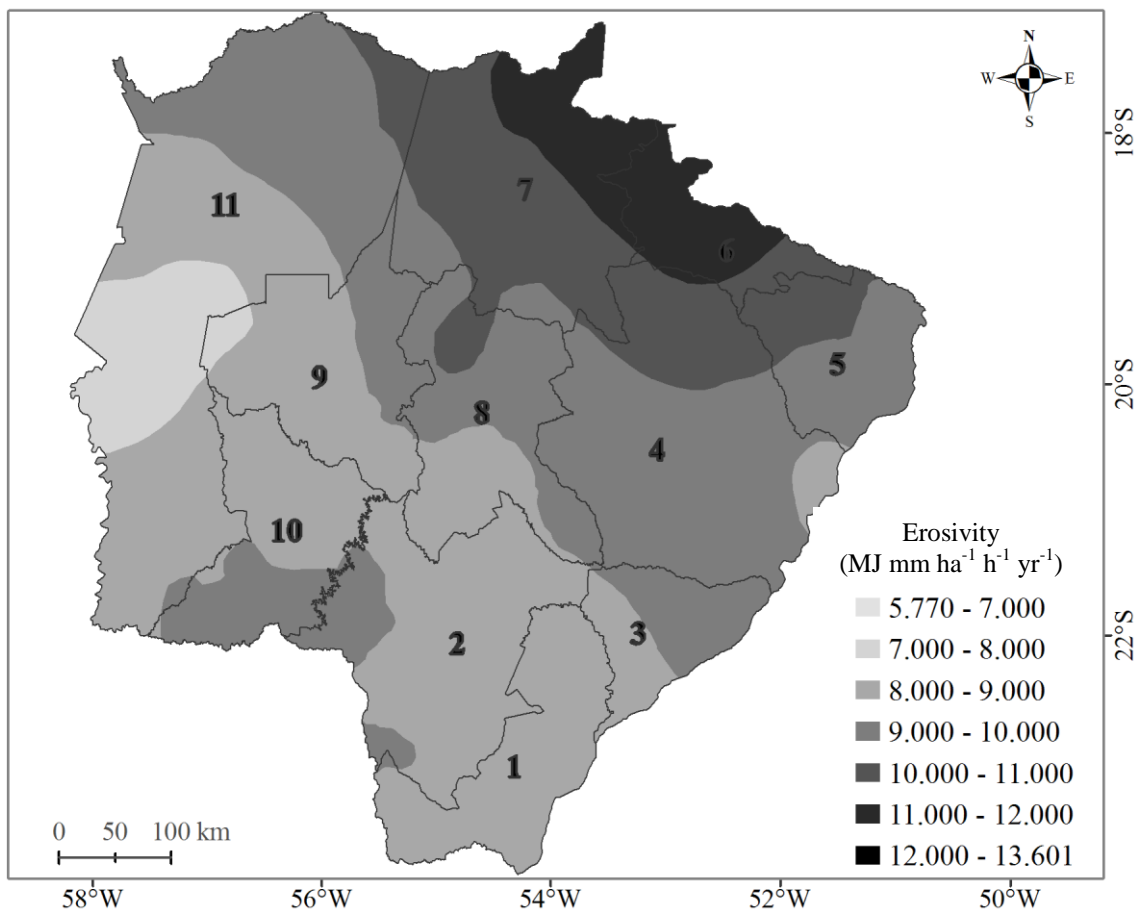 N
W E
S
18°S
7
11
6
5
9
20°S
8
4
10
Erosivity
(MJ mm ha⁻¹ h⁻¹ yr⁻¹)
5.770 - 7.000
7.000 - 8.000
8.000 - 9.000
9.000 - 10.000
10.000 - 11.000
11.000 - 12.000
12.000 - 13.601
3
2
22°S
1
0 50 100 km
58°W 56°W 54°W 52°W 50°W